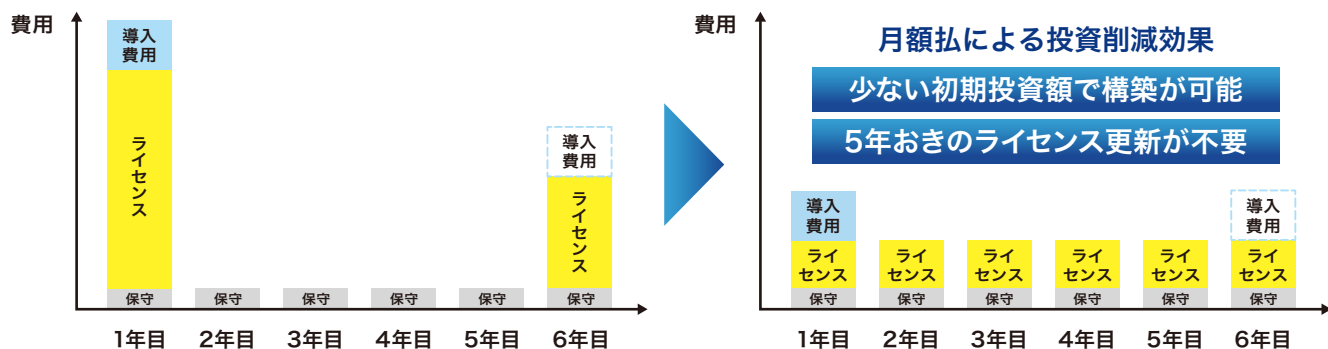 費用
導入
費用
ライセンス
保守
保守
保守
保守
保守
導入
費用
ライセンス
保守
1年目
2年目
3年目
4年目
5年目
6年目
費用
月額払による投資削減効果
少ない初期投資額で構築が可能
5年おきのライセンス更新が不要
導入
費用
ライ
センス
保守
ライ
センス
保守
ライ
センス
保守
ライ
センス
保守
ライ
センス
保守
導入
費用
ライ
センス
保守
1年目
2年目
3年目
4年目
5年目
6年目